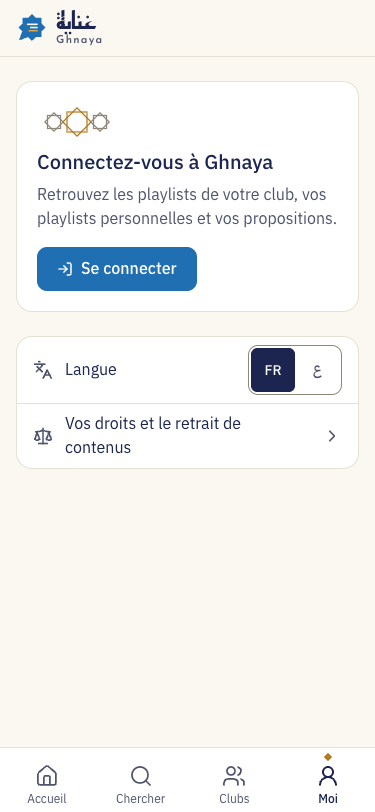 غناية
Ghnaya
Connectez-vous à Ghnaya
Retrouvez les playlists de votre club, vos
playlists personnelles et vos propositions.
Se connecter
Langue
FR
ع
Vos droits et le retrait de
contenus
Accueil
Chercher
Clubs
Moi